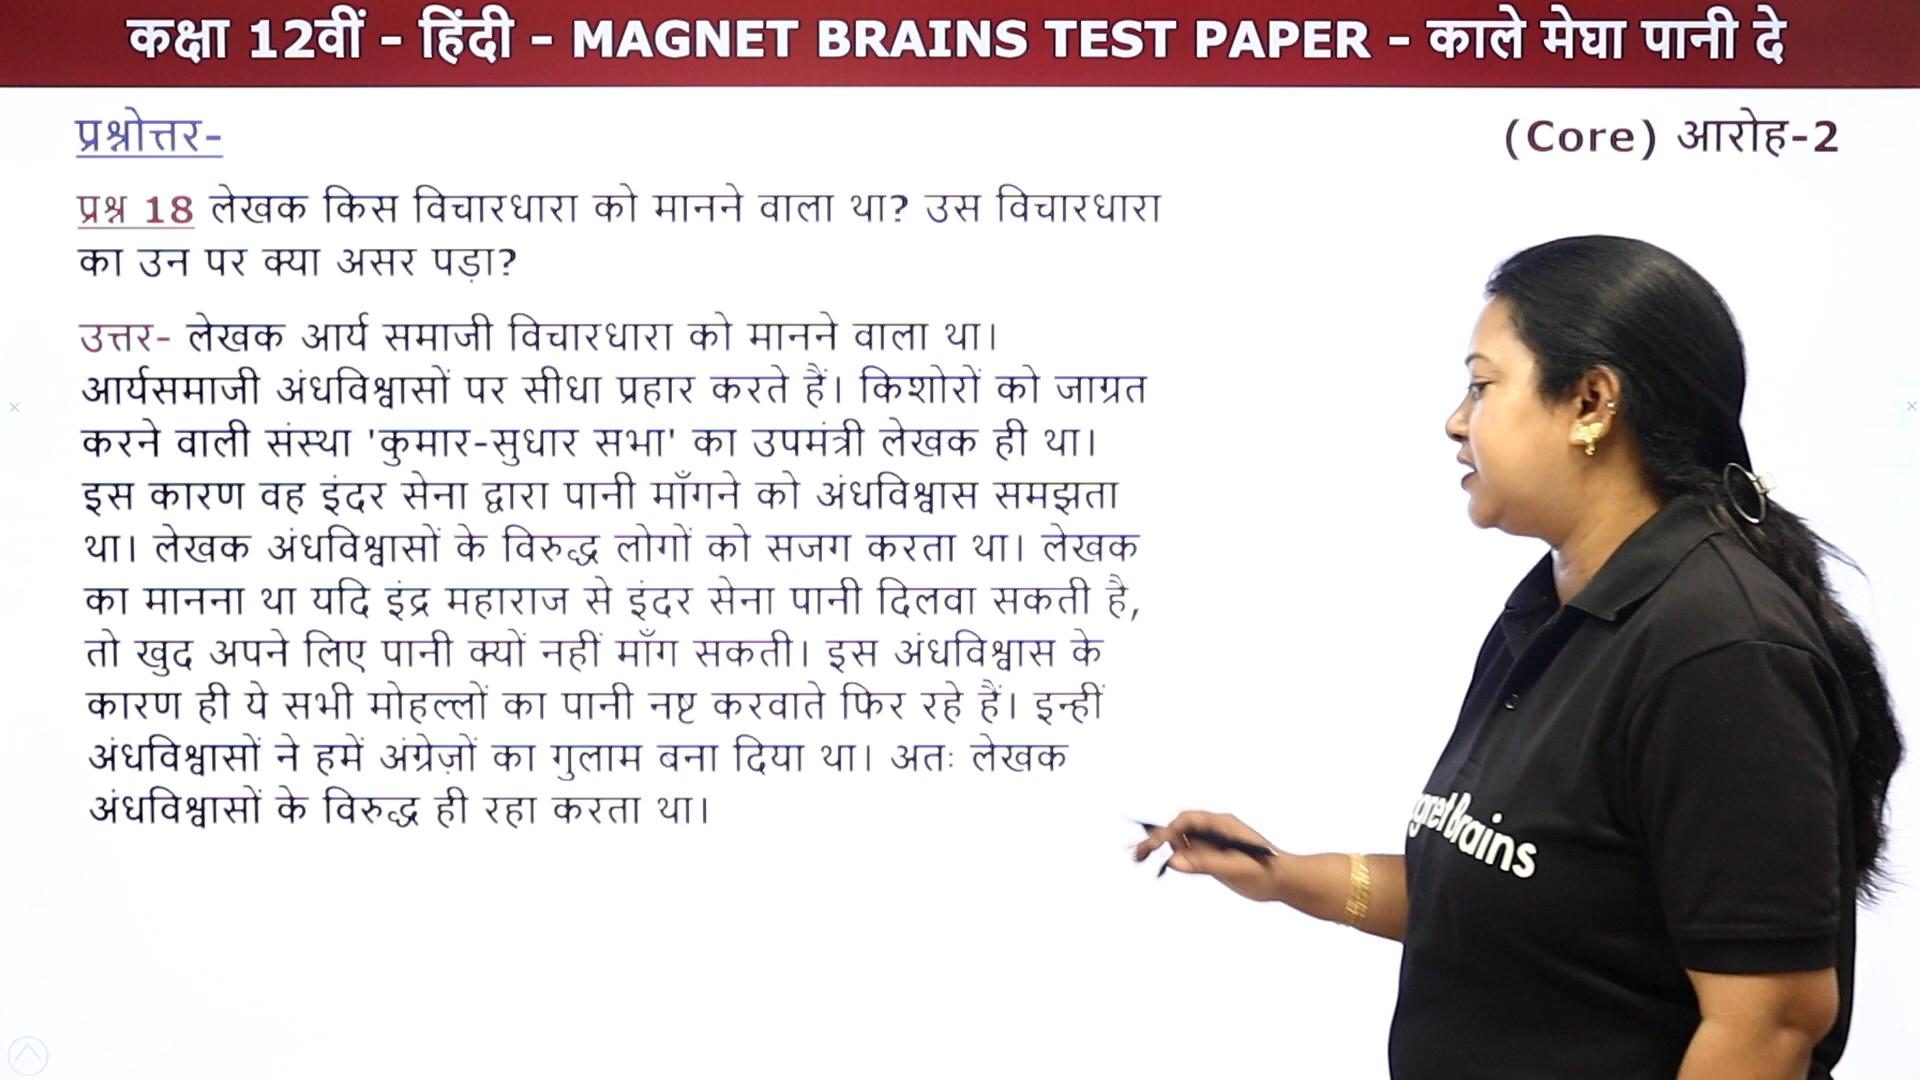 कक्षा 12वीं - हिंदी - MAGNET BRAINS TEST PAPER - काले मेघा पानी दे
प्रश्नोत्तर-
(Core) आरोह-2
प्रश्न 18 लेखक किस विचारधारा को मानने वाला था? उस विचारधारा
का उन पर क्या असर पड़ा?
उत्तर- लेखक आर्य समाजी विचारधारा को मानने वाला था।
आर्यसमाजी अंधविश्वासों पर सीधा प्रहार करते हैं। किशोरों को जाग्रत
करने वाली संस्था 'कुमार-सुधार सभा' का उपमंत्री लेखक ही था।
इस कारण वह इंदर सेना द्वारा पानी माँगने को अंधविश्वास समझता
था। लेखक अंधविश्वासों के विरुद्ध लोगों को सजग करता था। लेखक
का मानना था यदि इंद्र महाराज से इंदर सेना पानी दिलवा सकती है,
तो खुद अपने लिए पानी क्यों नहीं माँग सकती। इस अंधविश्वास के
कारण ही ये सभी मोहल्लों का पानी नष्ट करवाते फिर रहे हैं। इन्हीं
अंधविश्वासों ने हमें अंग्रेज़ों का गुलाम बना दिया था। अतः लेखक
अंधविश्वासों के विरुद्ध ही रहा करता था।
gnet Brains